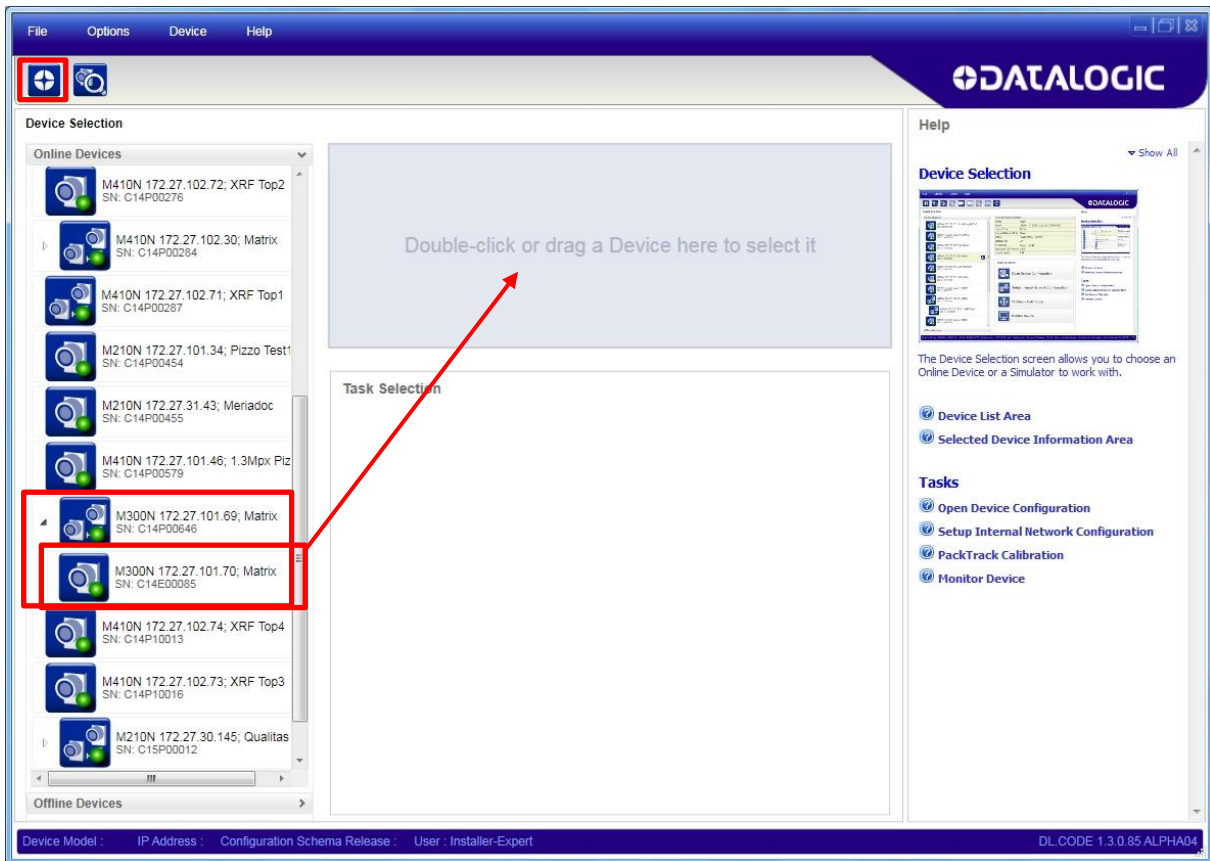 File Options Device Help
DATALOGIC
Device Selection
Online Devices
M410N 172.27.102.72; XRF Top2
SN: C14P00276
M410N 172.27.102.30; Matrix
SN: C14P00284
M410N 172.27.102.71; XRF Top1
SN: C14P00287
M210N 172.27.101.34; Pizzo Test1
SN: C14P00454
M210N 172.27.31.43; Meriadoc
SN: C14P00455
M410N 172.27.101.46; 1.3Mpx Piz
SN: C14P00579
M300N 172.27.101.69; Matrix
SN: C14P00646
M300N 172.27.101.70; Matrix
SN: C14E00085
M410N 172.27.102.74; XRF Top4
SN: C14P10013
M410N 172.27.102.73; XRF Top3
SN: C14P10016
M210N 172.27.30.145; Qualitas
SN: C15P00012
Offline Devices
Double-click or drag a Device here to select it
Task Selection
Help
Show All
Device Selection
The Device Selection screen allows you to choose an
Online Device or a Simulator to work with.
Device List Area
Selected Device Information Area
Tasks
Open Device Configuration
Setup Internal Network Configuration
PackTrack Calibration
Monitor Device
Device Model : IP Address : Configuration Schema Release : User : Installer-Expert
DL.CODE 1.3.0.85 ALPHA04